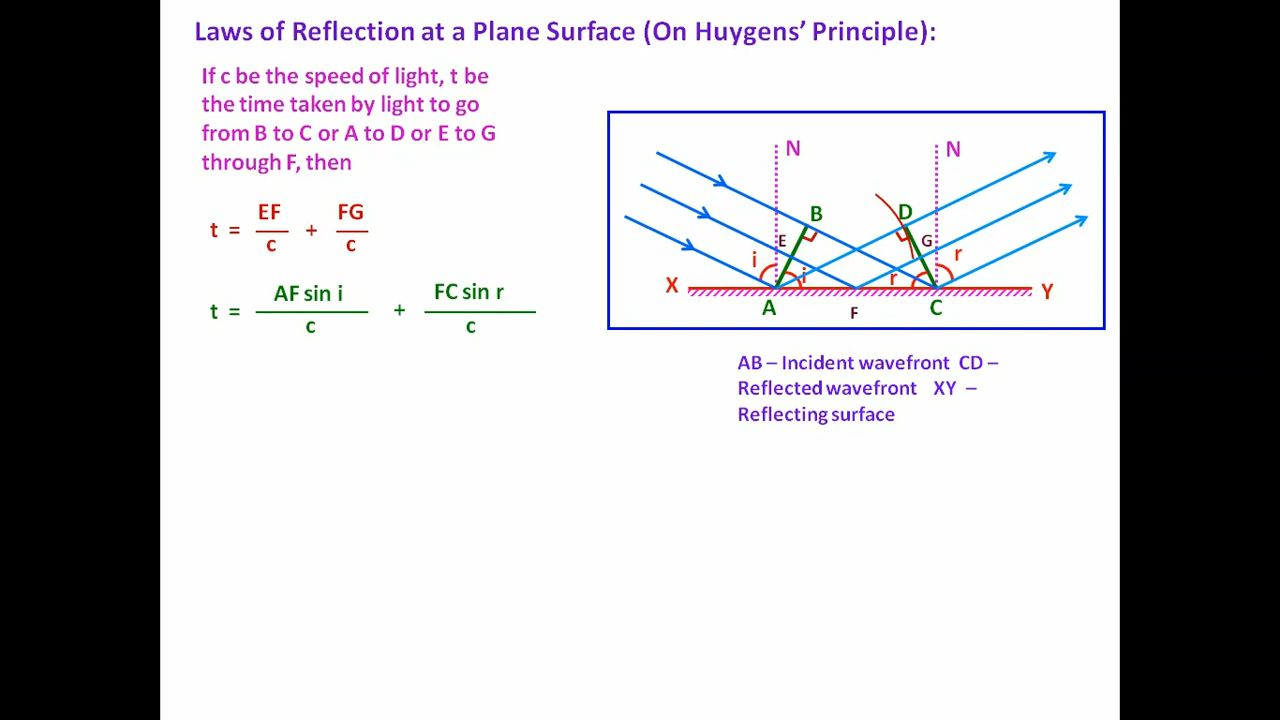 Laws of Reflection at a Plane Surface (On Huygens' Principle):
If c be the speed of light, t be
the time taken by light to go
from B to C or A to D or E to G
through F, then
t = EF/c + FG/c
t = AF sin i/c + FC sin r/c
N N
B D
E G
i i r r
X Y
A F C
AB – Incident wavefront CD –
Reflected wavefront XY –
Reflecting surface